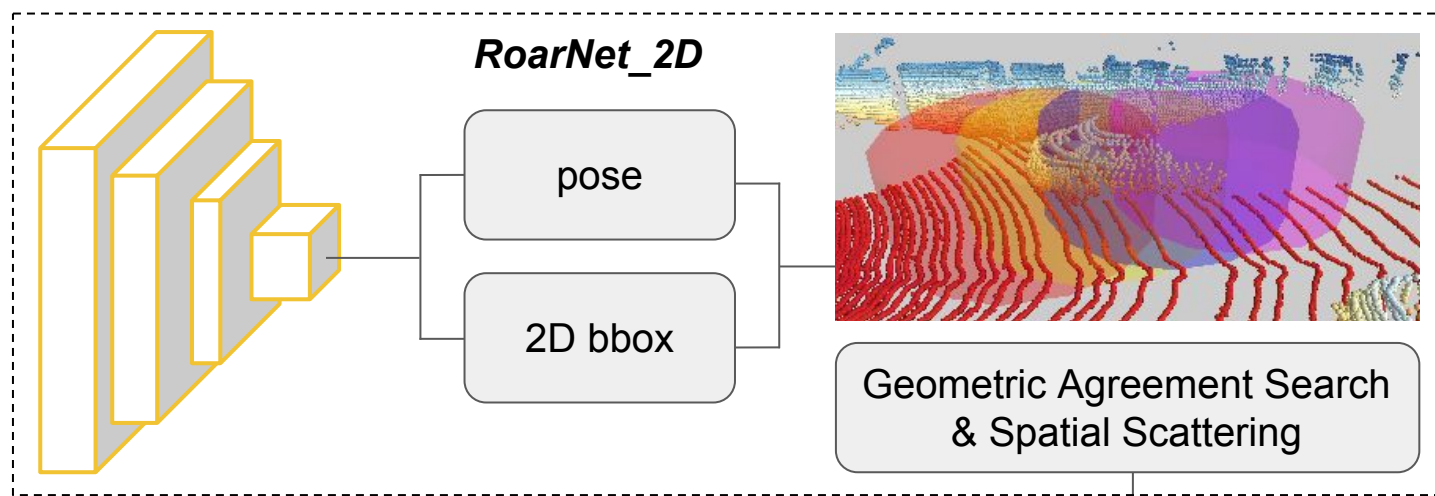 RoarNet_2D
pose
2D bbox
Geometric Agreement Search
& Spatial Scattering